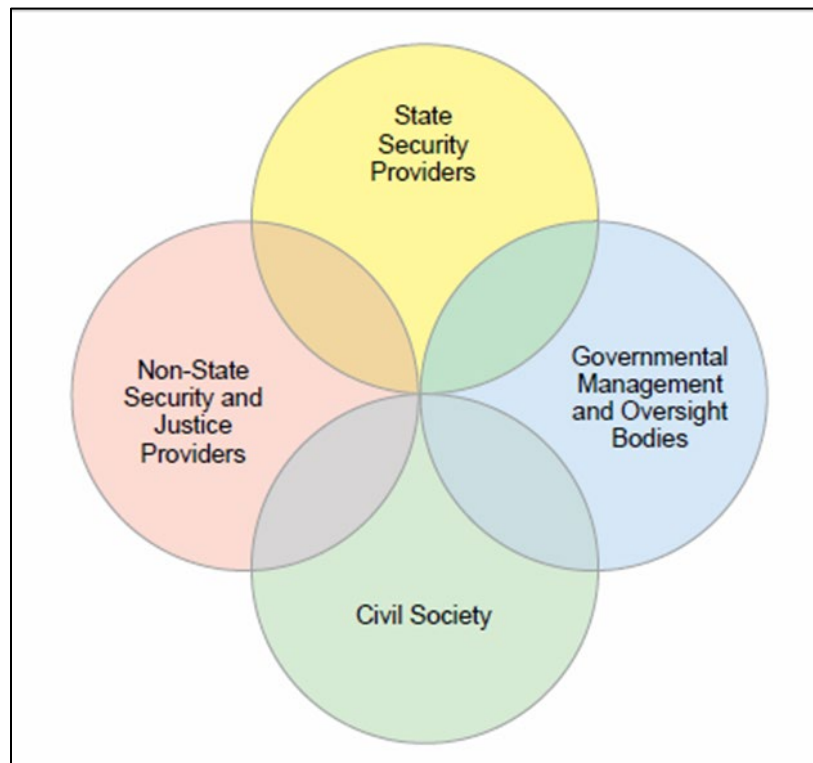 State
Security
Providers
Non-State
Security and
Justice
Providers
Governmental
Management
and Oversight
Bodies
Civil Society